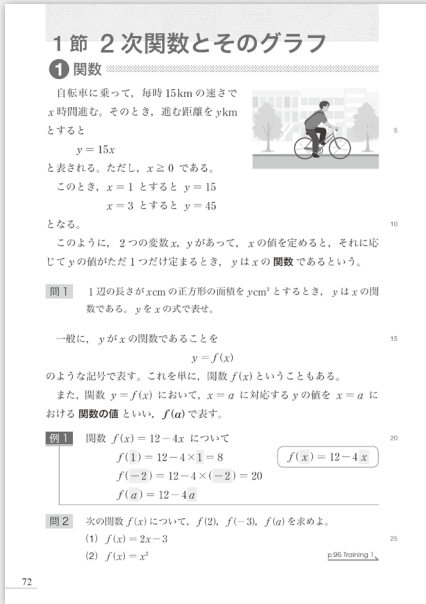 1節 2次関数とそのグラフ
1 関数
自転車に乗って，毎時15kmの速さで
x時間進む。そのとき，進む距離をykm
とすると
5
y = 15x
と表される。ただし，x≧0 である。
このとき，x = 1 とすると y = 15
x = 3 とすると y = 45
となる。
10
このように，2つの変数x，yがあって，xの値を定めると，それに応
じてyの値がただ1つだけ定まるとき，yはxの関数であるという。
問1 1辺の長さがxcmの正方形の面積をycm²とするとき，yはxの関
数である。yをxの式で表せ。
一般に，yがxの関数であることを
15
y = f(x)
のような記号で表す。これを単に，関数 f(x) ということもある。
また，関数 y = f(x) において，x = a に対応するyの値を x = a に
おける 関数の値 といい，f(a) で表す。
例1 関数 f(x) = 12－4x について
20
f(1) = 12－4×1 = 8
f(x) = 12－4x
f(－2) = 12－4×(－2) = 20
f(a) = 12－4a
問2 次の関数 f(x) について，f(2)，f(－3)，f(a) を求めよ。
(1) f(x) = 2x－3
25
(2) f(x) = x²
p.96 Training 1
72